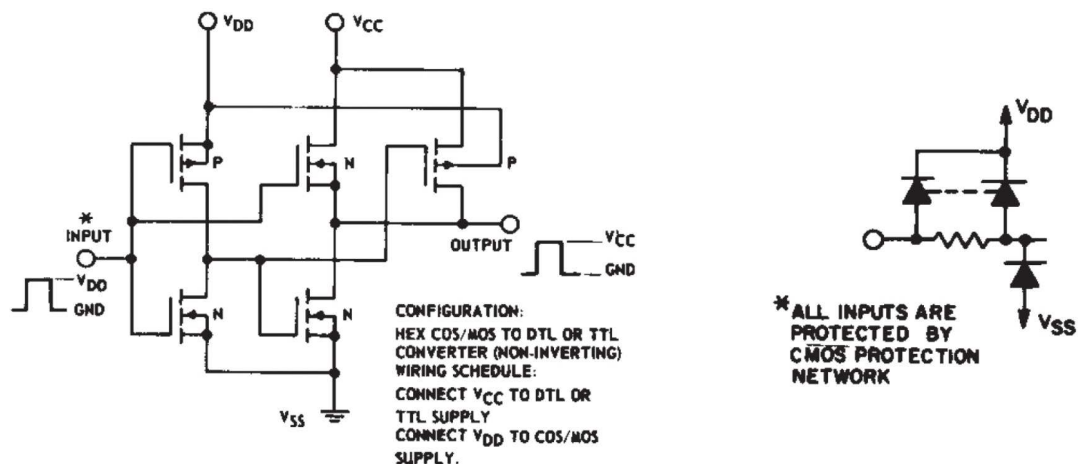 VDD
VCC
P
N
P
*
INPUT
VDD
GND
OUTPUT
VCC
GND
N
N
VSS
CONFIGURATION:
HEX COS/MOS TO DTL OR TTL
CONVERTER (NON-INVERTING)
WIRING SCHEDULE:
CONNECT VCC TO DTL OR
TTL SUPPLY
CONNECT VDD TO COS/MOS
SUPPLY.
VDD
VSS
*ALL INPUTS ARE
PROTECTED BY
CMOS PROTECTION
NETWORK